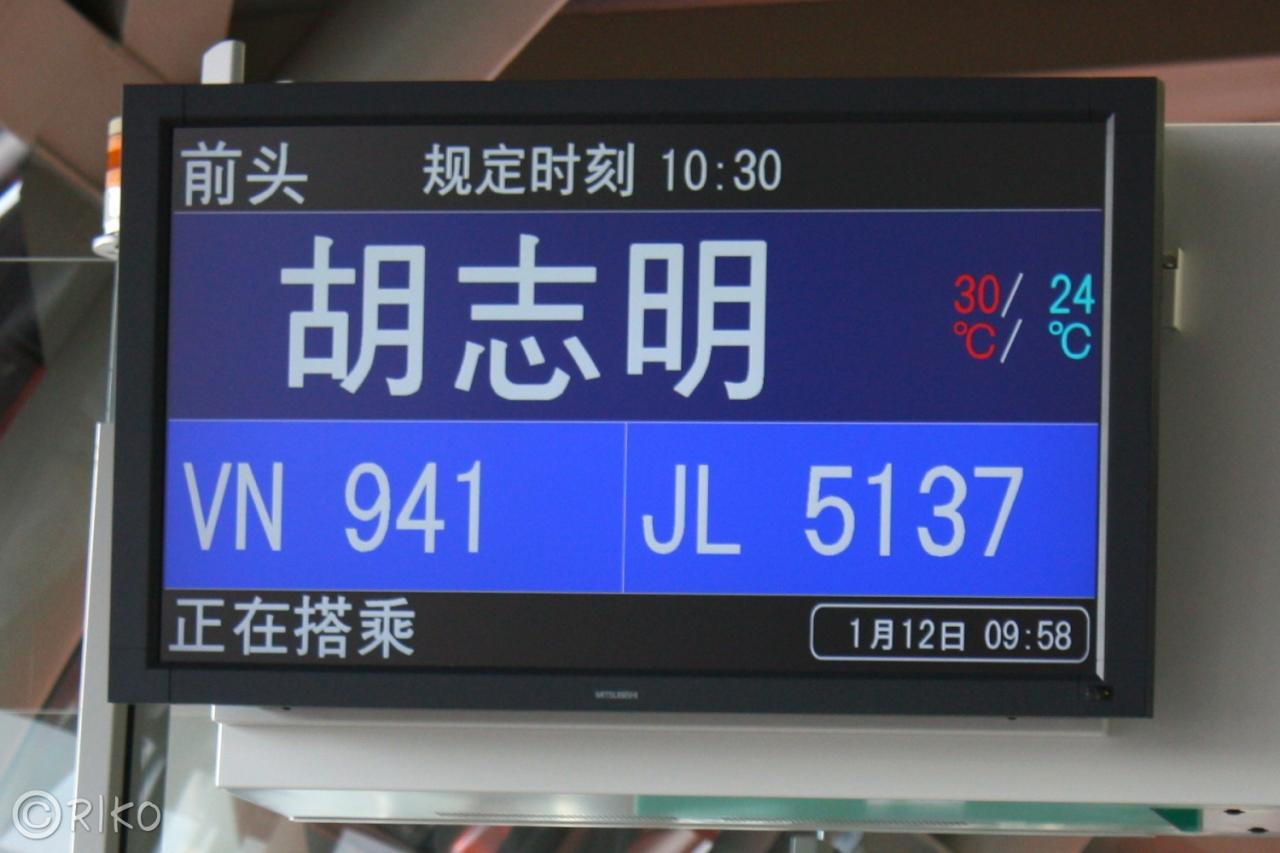 前头 规定时刻 10:30
胡志明 30/ 24
℃/ ℃
VN 941 JL 5137
正在搭乘 1月12日 09:58
MITSUBISHI
©RIKO